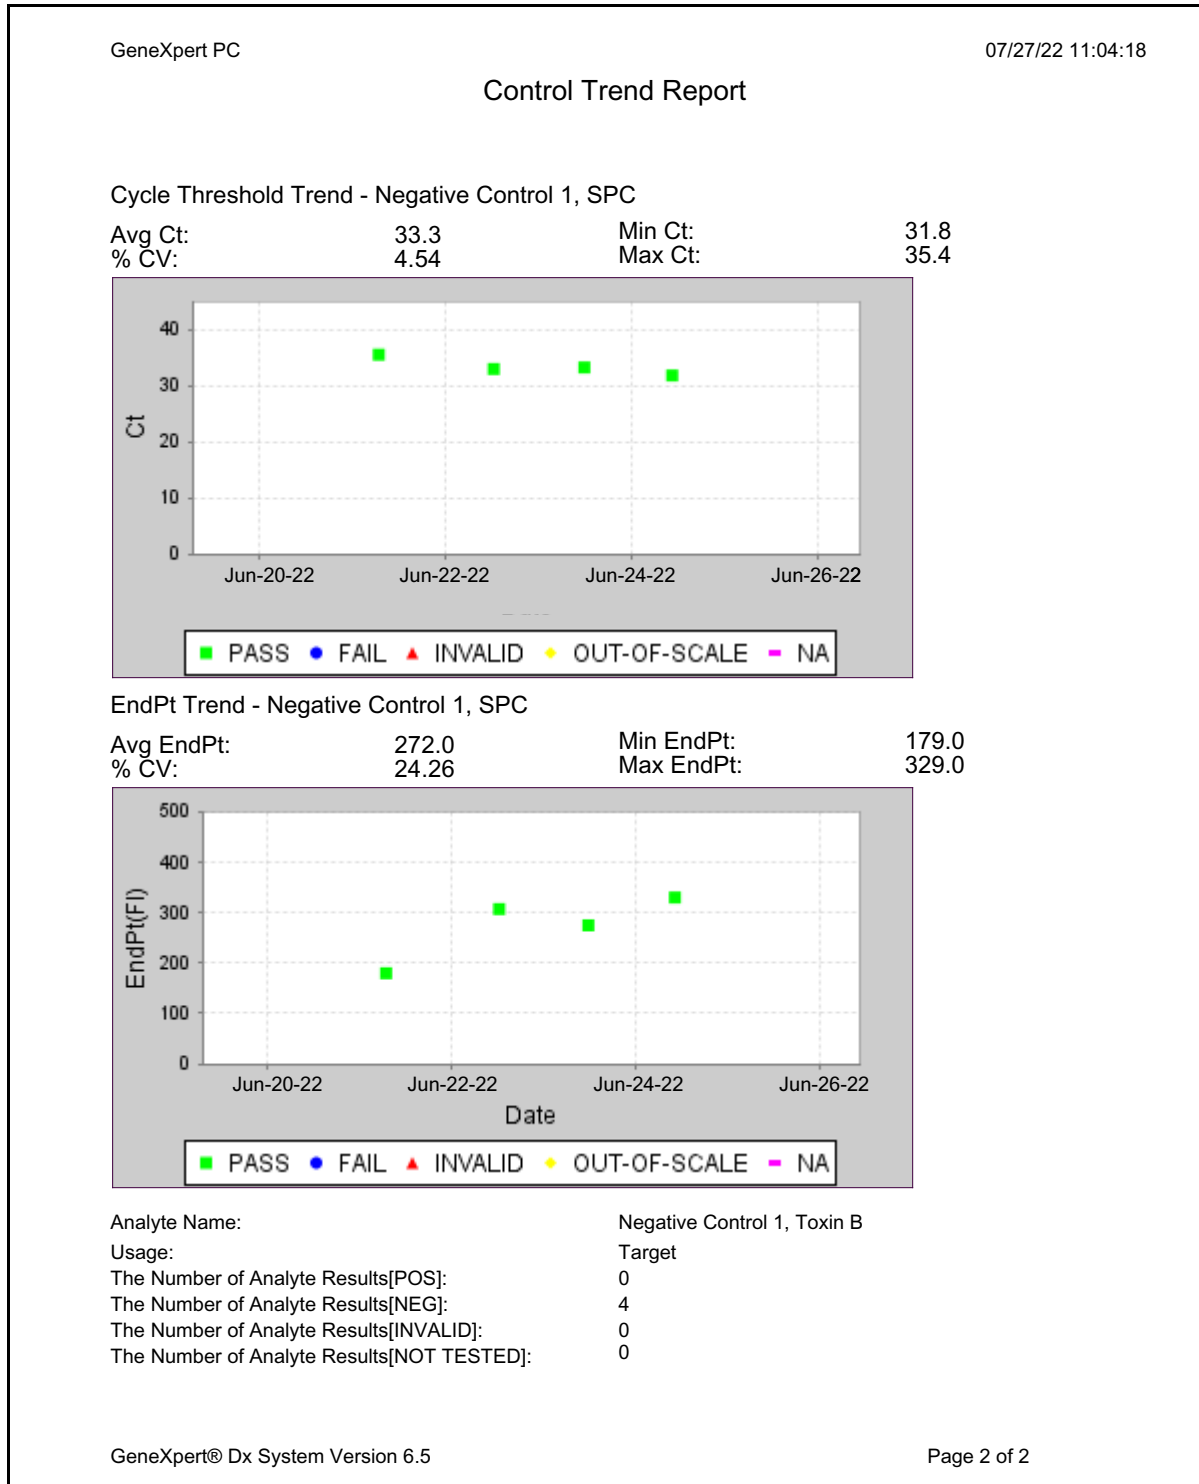 GeneXpert PC 07/27/22 11:04:18
Control Trend Report
Cycle Threshold Trend - Negative Control 1, SPC
Avg Ct: 33.3 Min Ct: 31.8
% CV: 4.54 Max Ct: 35.4
40
30
20
10
0
Ct
Jun-20-22 Jun-22-22 Jun-24-22 Jun-26-22
PASS FAIL INVALID OUT-OF-SCALE NA
EndPt Trend - Negative Control 1, SPC
Avg EndPt: 272.0 Min EndPt: 179.0
% CV: 24.26 Max EndPt: 329.0
500
400
300
200
100
0
EndPt(Fl)
Jun-20-22 Jun-22-22 Jun-24-22 Jun-26-22
Date
PASS FAIL INVALID OUT-OF-SCALE NA
Analyte Name: Negative Control 1, Toxin B
Usage: Target
The Number of Analyte Results[POS]: 0
The Number of Analyte Results[NEG]: 4
The Number of Analyte Results[INVALID]: 0
The Number of Analyte Results[NOT TESTED]: 0
GeneXpert® Dx System Version 6.5 Page 2 of 2